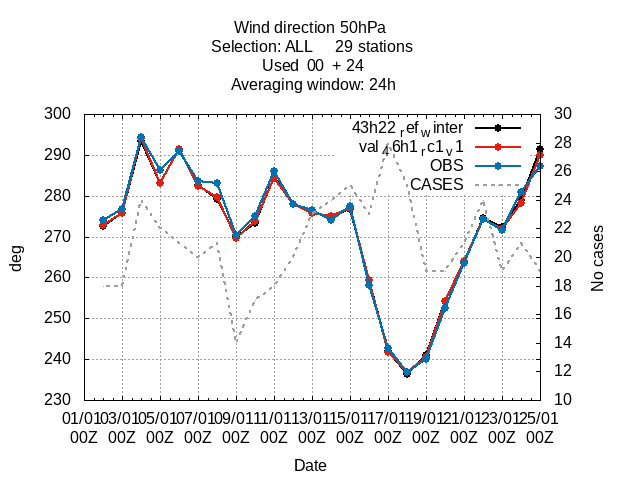 Wind direction 50hPa
Selection: ALL 29 stations
Used 00 + 24
Averaging window: 24h
300
290
280
270
260
250
240
230
deg
30
28
26
24
22
20
18
16
14
12
10
No cases
43h22ref winter
val46h1rc1v1
OBS
CASES
01/01 03/01 05/01 07/01 09/01 11/01 13/01 15/01 17/01 19/01 21/01 23/01 25/01
00Z 00Z 00Z 00Z 00Z 00Z 00Z 00Z 00Z 00Z 00Z 00Z 00Z
Date